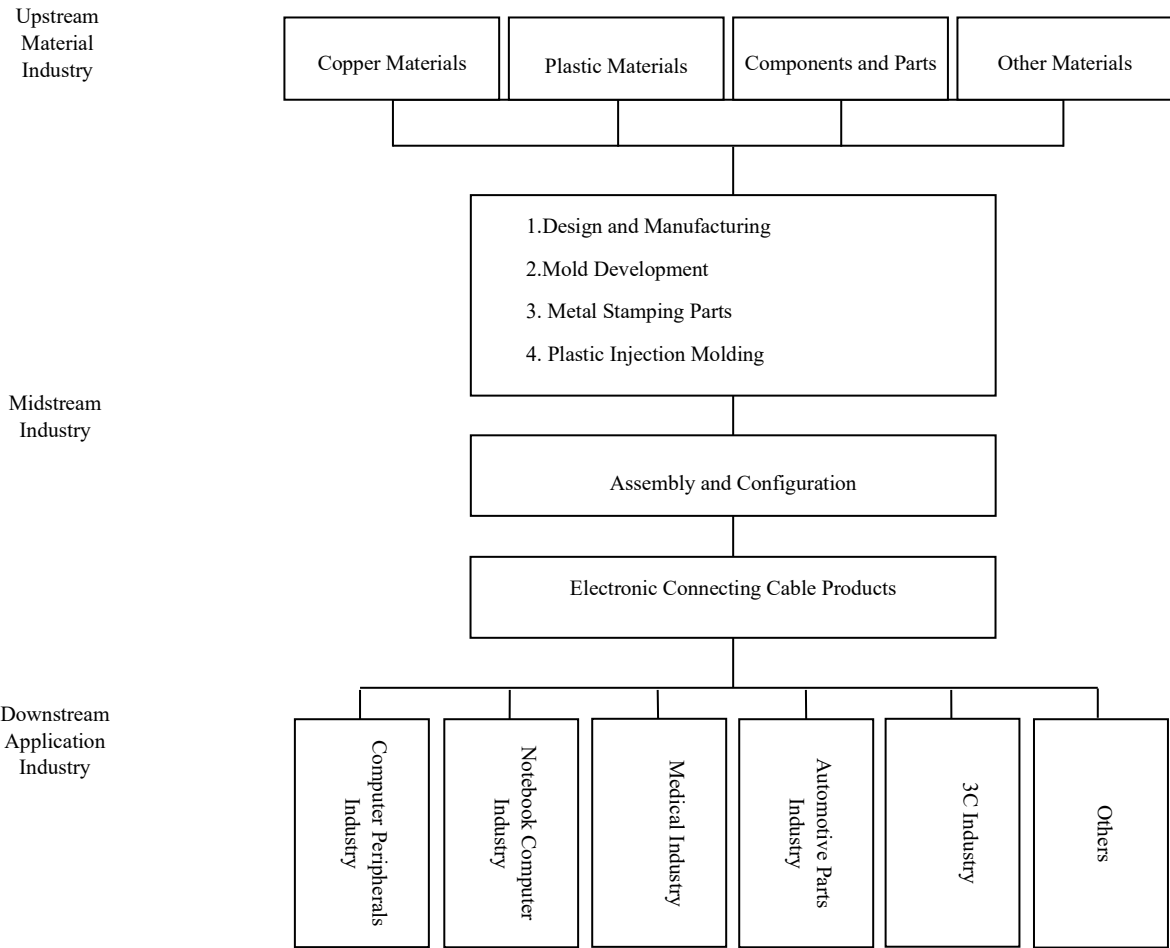 Upstream
Material
Industry
Copper Materials
Plastic Materials
Components and Parts
Other Materials
1.Design and Manufacturing
2.Mold Development
3. Metal Stamping Parts
4. Plastic Injection Molding
Midstream
Industry
Assembly and Configuration
Electronic Connecting Cable Products
Downstream
Application
Industry
Computer Peripherals
Industry
Notebook Computer
Industry
Medical Industry
Automotive Parts
Industry
3C Industry
Others